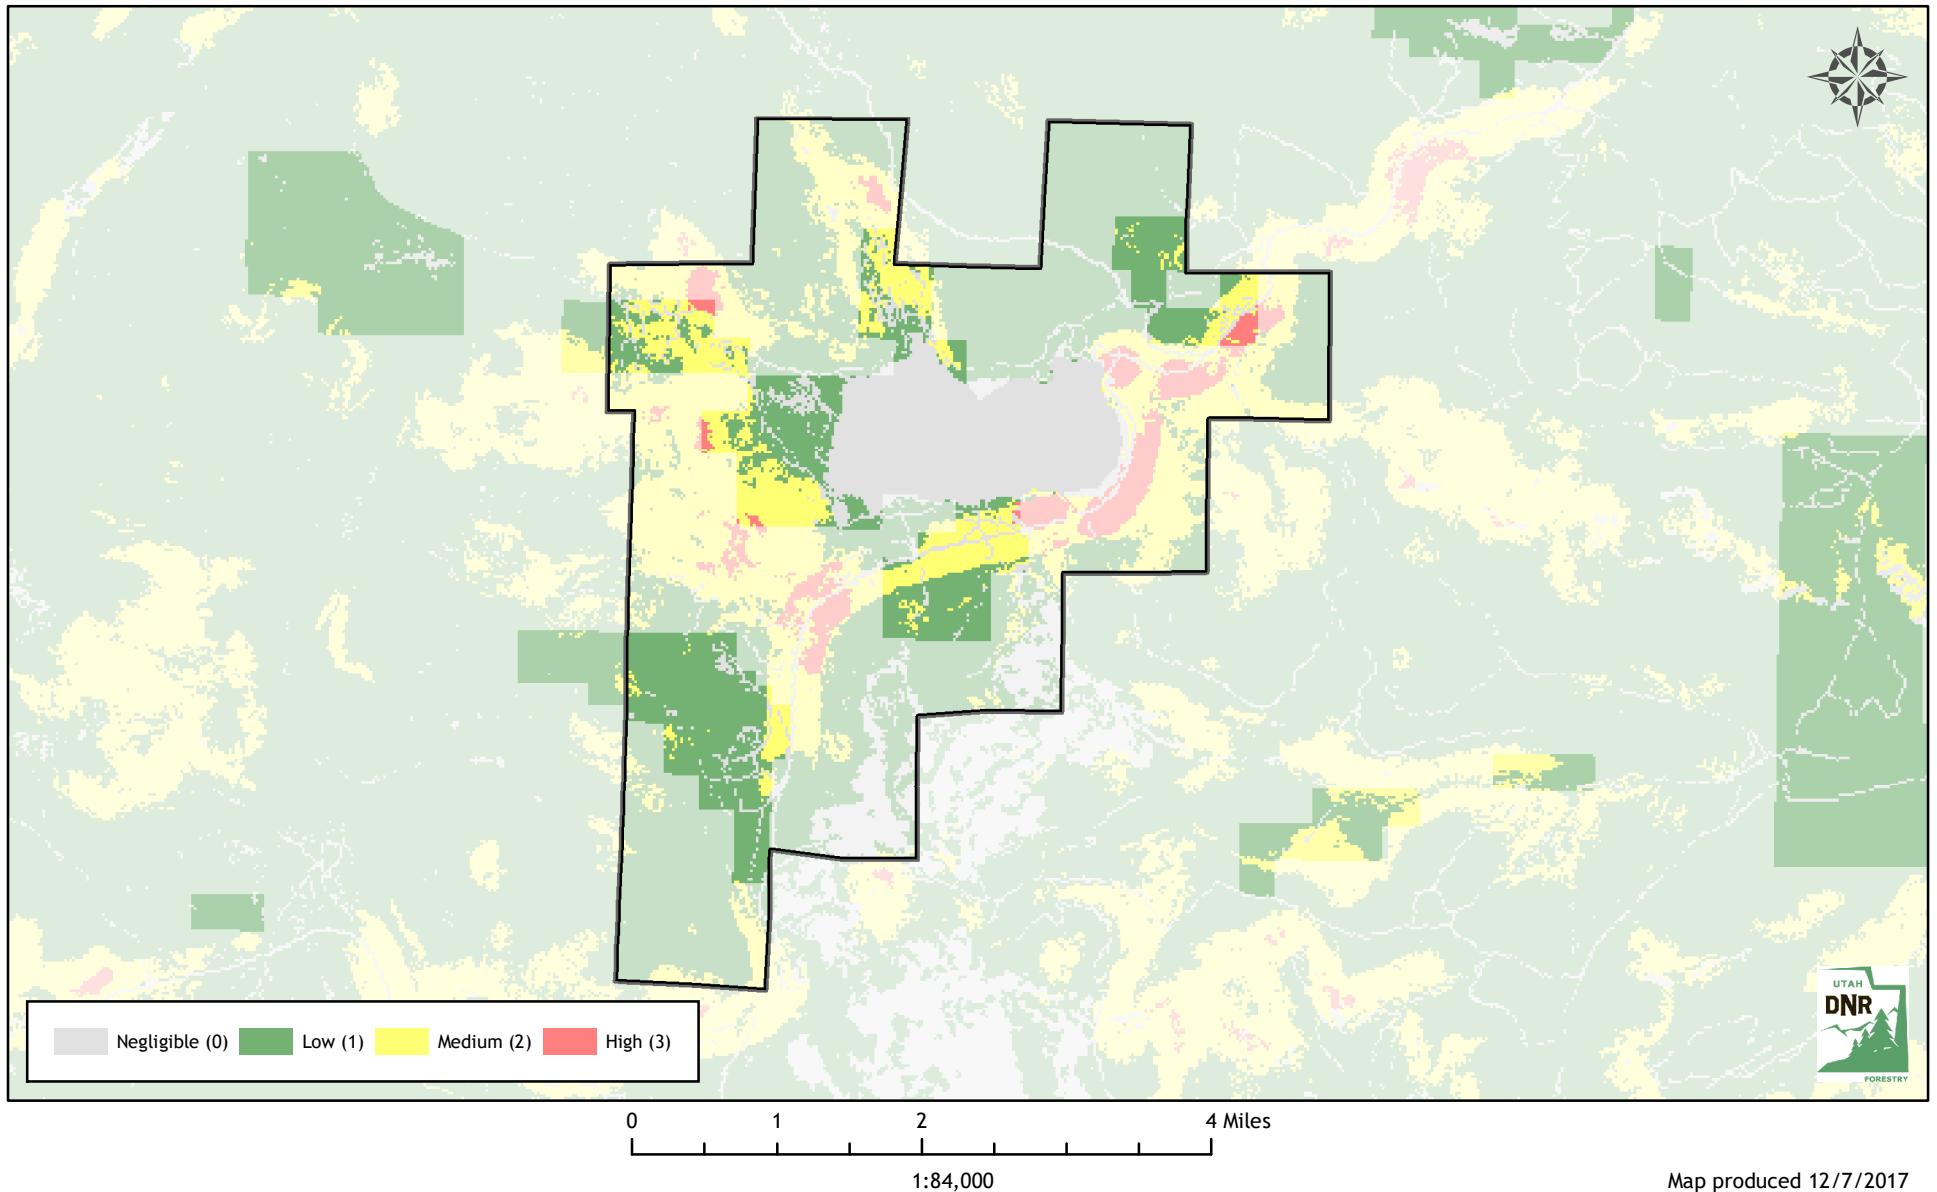 UTAH
DNR
FORESTRY
Negligible (0) Low (1) Medium (2) High (3)
0 1 2 4 Miles
1:84,000
Map produced 12/7/2017